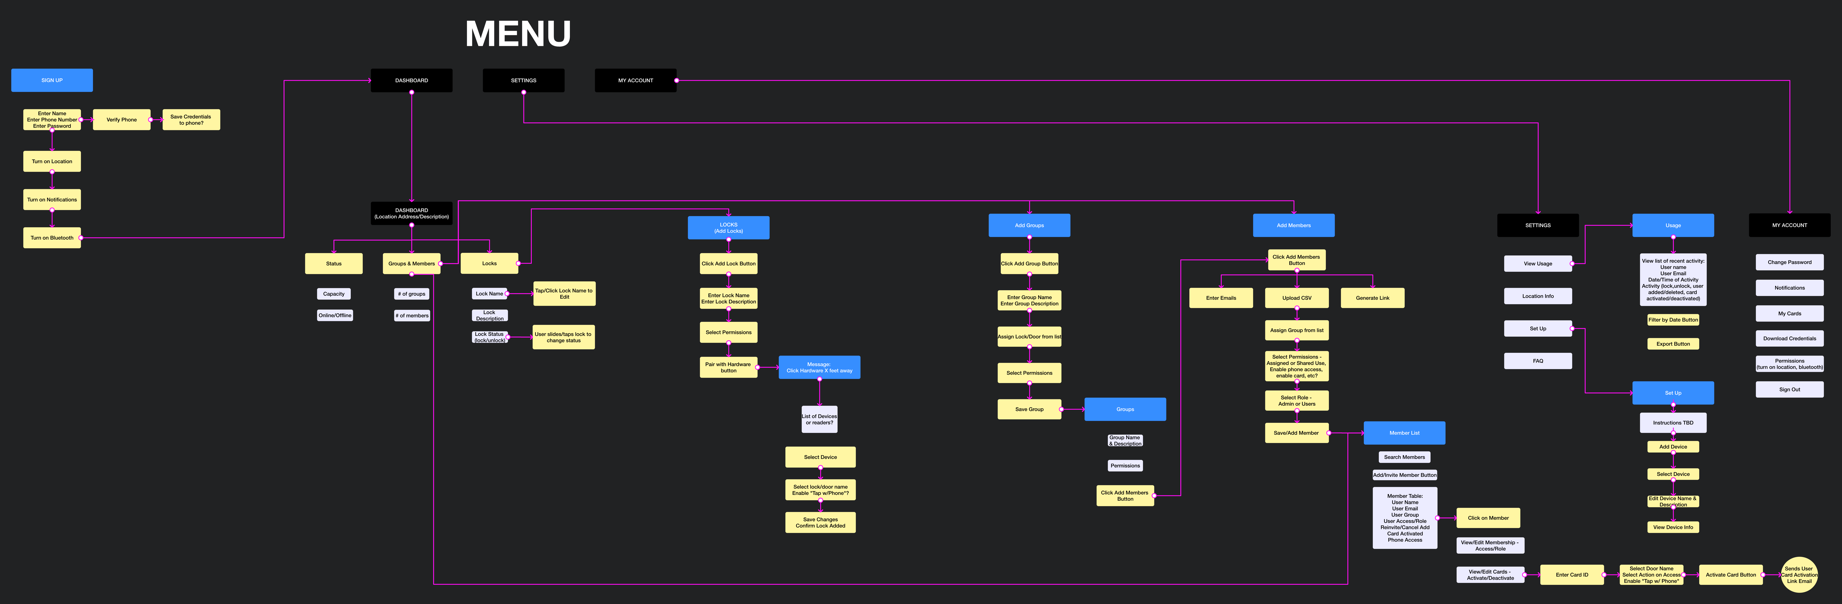 MENU
SIGN UP
DASHBOARD
SETTINGS
MY ACCOUNT
Enter Name
Enter Phone Number
Enter Password
Verify Phone
Save Credentials
to phone?
Turn on Location
Turn on Notifications
Turn on Bluetooth
DASHBOARD
(Location Address/Description)
Status
Groups & Members
Locks
Capacity
Online/Offline
# of groups
# of members
Lock Name
Lock
Description
Lock Status
(lock/unlock)
Tap/Click Lock Name to
Edit
User slides/taps lock to
change status
LOCKS
(Add Locks)
Click Add Lock Button
Enter Lock Name
Enter Lock Description
Select Permissions
Pair with Hardware
button
Message:
Click Hardware X feet away
List of Devices
or readers?
Select Device
Select lock/door name
Enable "Tap w/Phone"?
Save Changes
Confirm Lock Added
Add Groups
Click Add Group Button
Enter Group Name
Enter Group Description
Assign Lock/Door from list
Select Permissions
Save Group
Groups
Group Name
& Description
Permissions
Click Add Members
Button
Add Members
Click Add Members
Button
Enter Emails
Upload CSV
Generate Link
Assign Group from list
Select Permissions -
Assigned or Shared Use,
Enable phone access,
enable card, etc?
Select Role -
Admin or Users
Save/Add Member
Member List
Search Members
Add/Invite Member Button
Member Table:
User Name
User Email
User Group
User Access/Role
Reinvite/Cancel Add
Card Activated
Phone Access
Click on Member
View/Edit Membership -
Access/Role
View/Edit Cards -
Activate/Deactivate
Enter Card ID
Select Door Name
Select Action on Access
Enable "Tap w/ Phone"
Activate Card Button
Sends User
Card Activation
Link Email
SETTINGS
View Usage
Location Info
Set Up
FAQ
Usage
View list of recent activity:
User name
User Email
Date/Time of Activity
Activity (lock,unlock, user
added/deleted, card
activated/deactivated)
Filter by Date Button
Export Button
Set Up
Instructions TBD
Add Device
Select Device
Edit Device Name &
Description
View Device Info
MY ACCOUNT
Change Password
Notifications
My Cards
Download Credentials
Permissions
(turn on location, bluetooth)
Sign Out